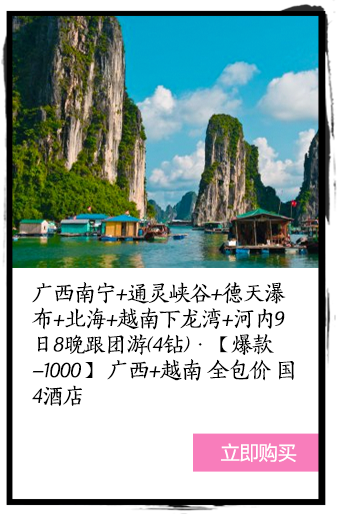 广西南宁+通灵峡谷+德天瀑
布+北海+越南下龙湾+河内9
日8晚跟团游(4钻)·【爆款
-1000】广西+越南 全包价 国
4酒店
立即购买